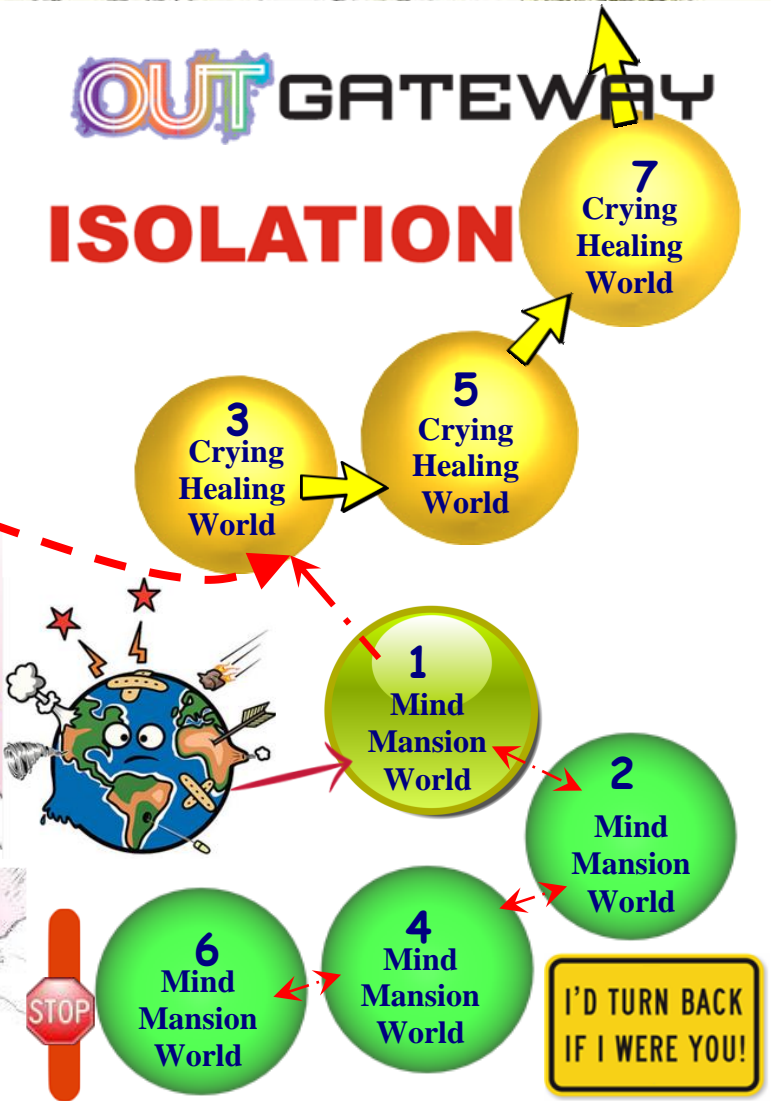 OUT GATEWAY
ISOLATION
7
Crying
Healing
World
5
Crying
Healing
World
3
Crying
Healing
World
1
Mind
Mansion
World
2
Mind
Mansion
World
4
Mind
Mansion
World
6
Mind
Mansion
World
STOP
I'D TURN BACK
IF I WERE YOU!